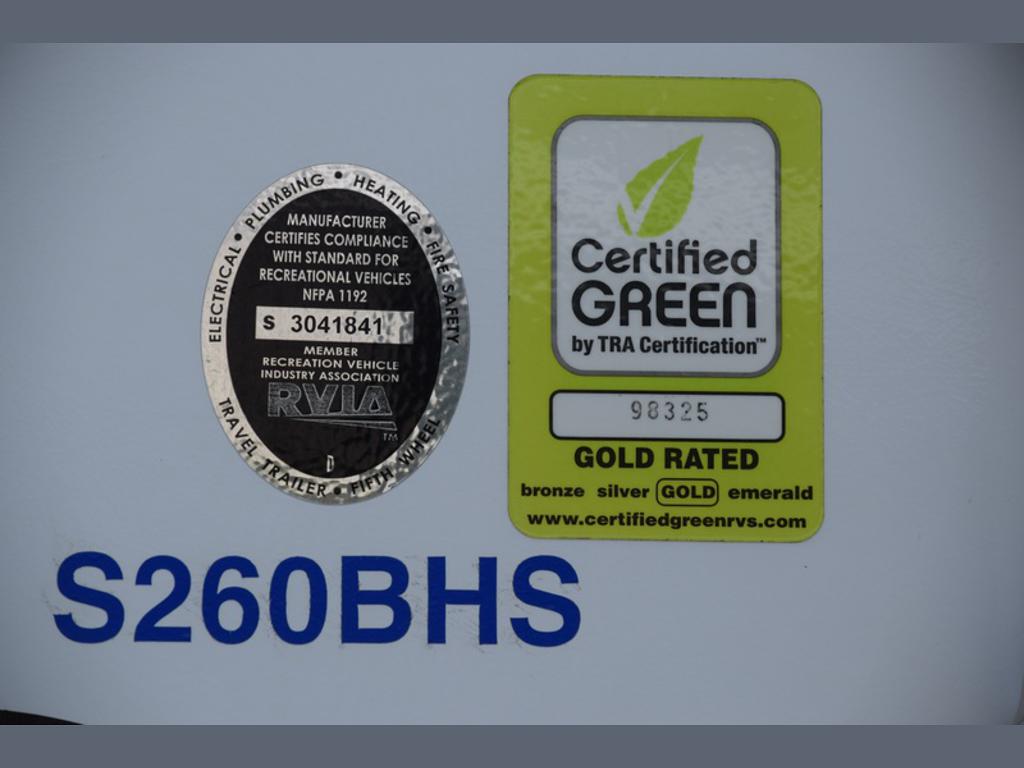 ELECTRICAL • PLUMBING • HEATING • FIRE SAFETY
MANUFACTURER
CERTIFIES COMPLIANCE
WITH STANDARD FOR
RECREATIONAL VEHICLES
NFPA 1192
S 3041841
MEMBER
RECREATION VEHICLE
INDUSTRY ASSOCIATION
RVIA
TM
D
TRAVEL TRAILER • FIFTH WHEEL
Certified
GREEN
by TRA Certification™
98325
GOLD RATED
bronze silver GOLD emerald
www.certifiedgreenrvs.com
S260BHS